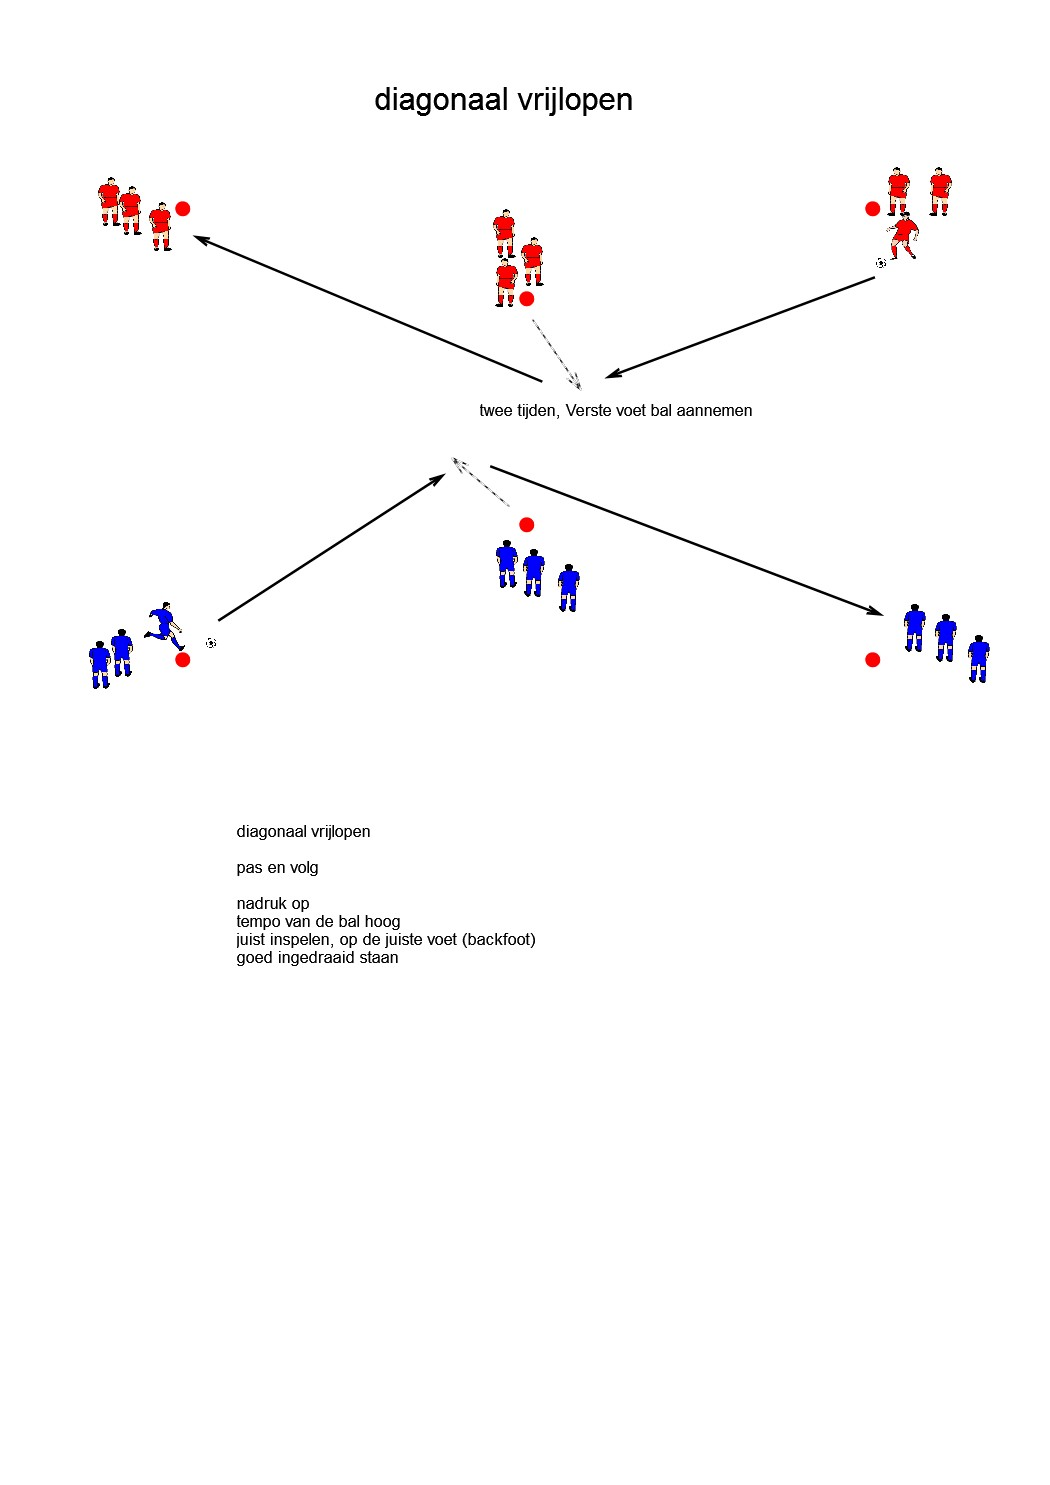 diagonaal vrijlopen
twee tijden, Verste voet bal aannemen
diagonaal vrijlopen
pas en volg
nadruk op
tempo van de bal hoog
juist inspelen, op de juiste voet (backfoot)
goed ingedraaid staan